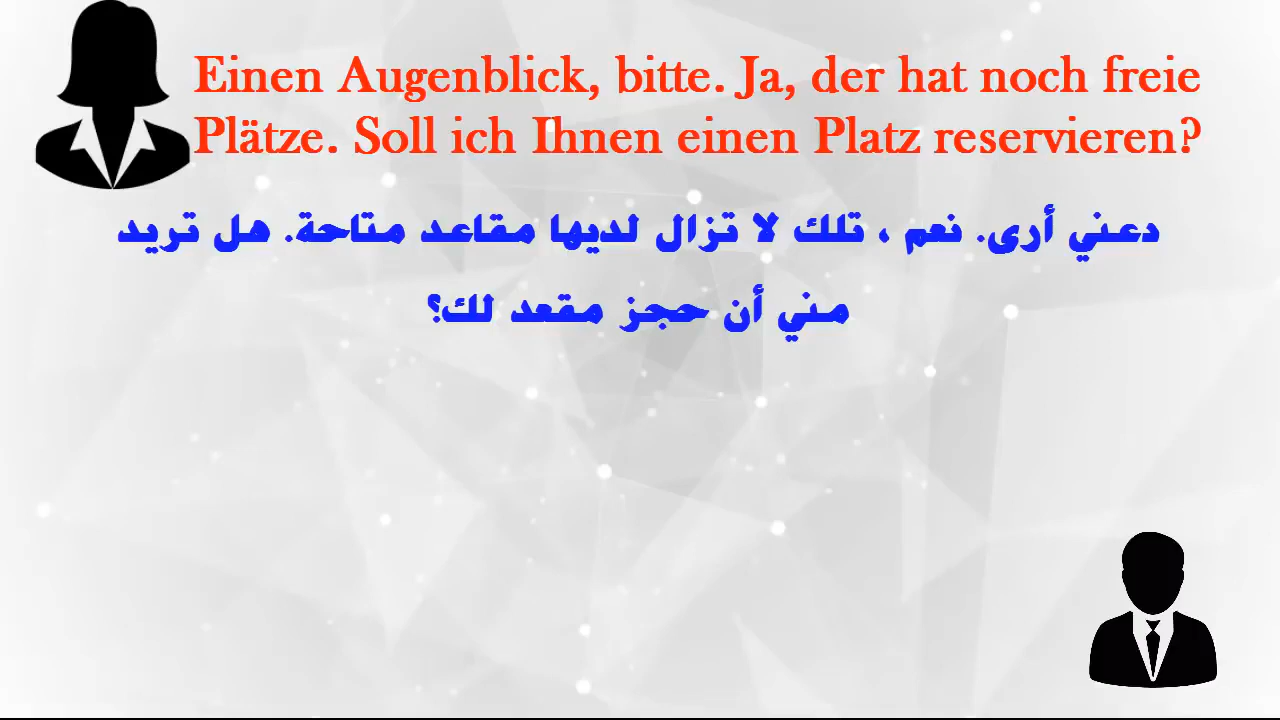 Einen Augenblick, bitte. Ja, der hat noch freie
Plätze. Soll ich Ihnen einen Platz reservieren?
دعني أرى. نعم ، تلك لا تزال لديها مقاعد متاحة. هل تريد
مني أن حجز مقعد لك؟